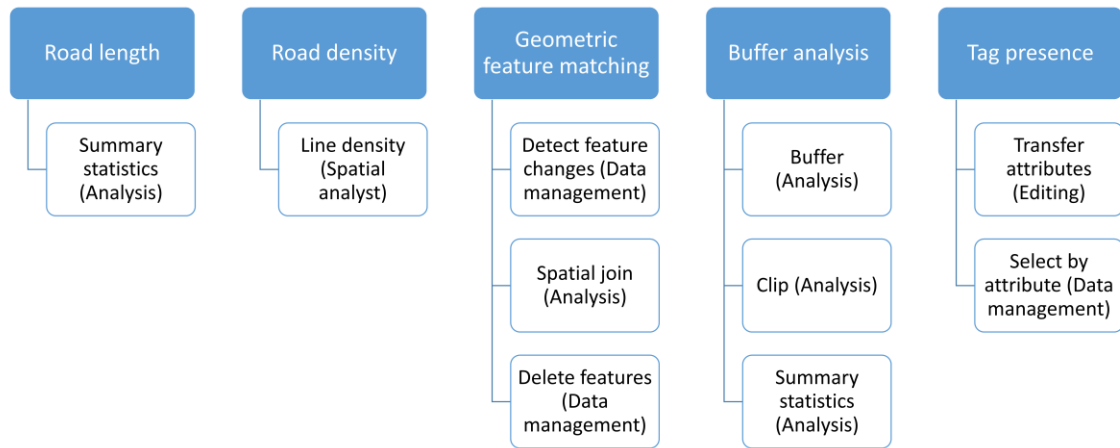 Road length
Summary
statistics
(Analysis)
Road density
Line density
(Spatial
analyst)
Geometric
feature matching
Detect feature
changes (Data
management)
Spatial join
(Analysis)
Delete features
(Data
management)
Buffer analysis
Buffer
(Analysis)
Clip (Analysis)
Summary
statistics
(Analysis)
Tag presence
Transfer
attributes
(Editing)
Select by
attribute (Data
management)